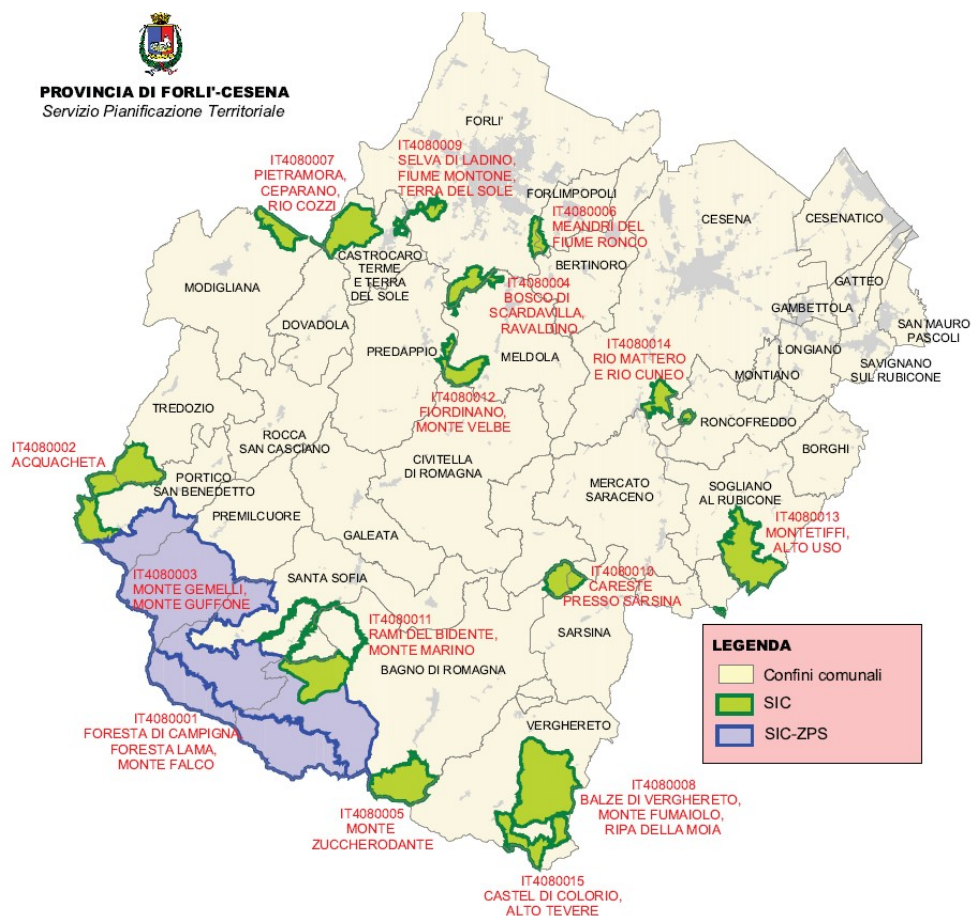 PROVINCIA DI FORLI'-CESENA
Servizio Pianificazione Territoriale
FORLI'
IT4080009
SELVA DI LADINO,
FIUME MONTONE,
TERRA DEL SOLE
IT4080007
PIETRAMORA,
CEPARANO,
RIO COZZI
FORLIMPOPOLI
IT4080006
MEANDRI DEL
FIUME RONCO
CESENA
CESENATICO
CASTROCARO
TERME
E TERRA
DEL SOLE
BERTINORO
MODIGLIANA
IT4080004
BOSCO DI
SCARDAVILLA,
RAVALDINO
GATTEO
GAMBETTOLA
SAN MAURO
PASCOLI
DOVADOLA
PREDAPPIO
MELDOLA
IT4080014
RIO MATTERO
E RIO CUNEO
LONGIANO
SAVIGNANO
SUL RUBICONE
MONTIANO
IT4080012
FIORDINANO,
MONTE VELBE
TREDOZIO
RONCOFREDDO
IT4080002
ACQUACHETA
ROCCA
SAN CASCIANO
BORGHI
CIVITELLA
DI ROMAGNA
PORTICO
SAN BENEDETTO
MERCATO
SARACENO
SOGLIANO
AL RUBICONE
PREMILCUORE
IT4080013
MONTETIFFI,
ALTO USO
GALEATA
IT4080003
MONTE GEMELLI,
MONTE GUFFONE
SANTA SOFIA
IT4080010
CARESTE
PRESSO SARSINA
IT4080011
RAMI DEL BIDENTE,
MONTE MARINO
SARSINA
BAGNO DI ROMAGNA
LEGENDA
Confini comunali
SIC
SIC-ZPS
IT4080001
FORESTA DI CAMPIGNA,
FORESTA LAMA,
MONTE FALCO
VERGHERETO
IT4080005
MONTE
ZUCCHERODANTE
IT4080008
BALZE DI VERGHERETO,
MONTE FUMAIOLO,
RIPA DELLA MOIA
IT4080015
CASTEL DI COLORIO,
ALTO TEVERE